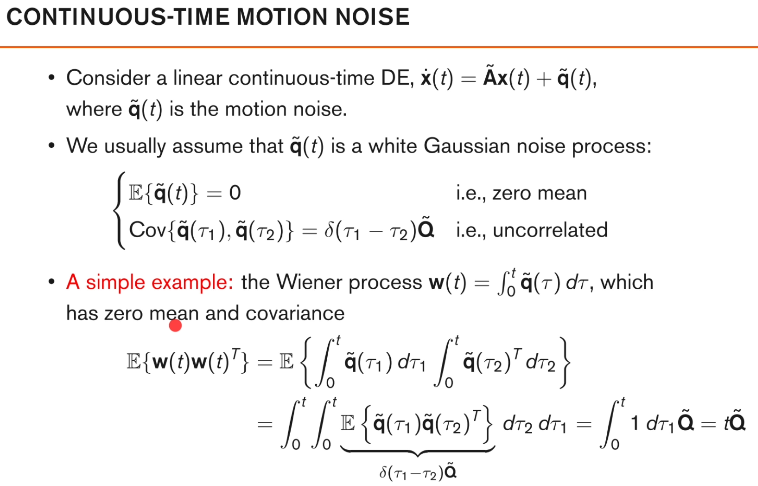 CONTINUOUS-TIME MOTION NOISE
• Consider a linear continuous-time DE, ẋ(t) = Ãx(t) + q̃(t),
where q̃(t) is the motion noise.
• We usually assume that q̃(t) is a white Gaussian noise process:
{ 𝔼{q̃(t)} = 0 i.e., zero mean
Cov{q̃(τ₁), q̃(τ₂)} = δ(τ₁ − τ₂)Q̃ i.e., uncorrelated
• A simple example: the Wiener process w(t) = ∫₀ᵗ q̃(τ) dτ, which
has zero mean and covariance
𝔼{w(t)w(t)ᵀ} = 𝔼 { ∫₀ᵗ q̃(τ₁) dτ₁ ∫₀ᵗ q̃(τ₂)ᵀ dτ₂ }
= ∫₀ᵗ ∫₀ᵗ 𝔼 { q̃(τ₁)q̃(τ₂)ᵀ } dτ₂ dτ₁ = ∫₀ᵗ 1 dτ₁Q̃ = tQ̃
δ(τ₁−τ₂)Q̃